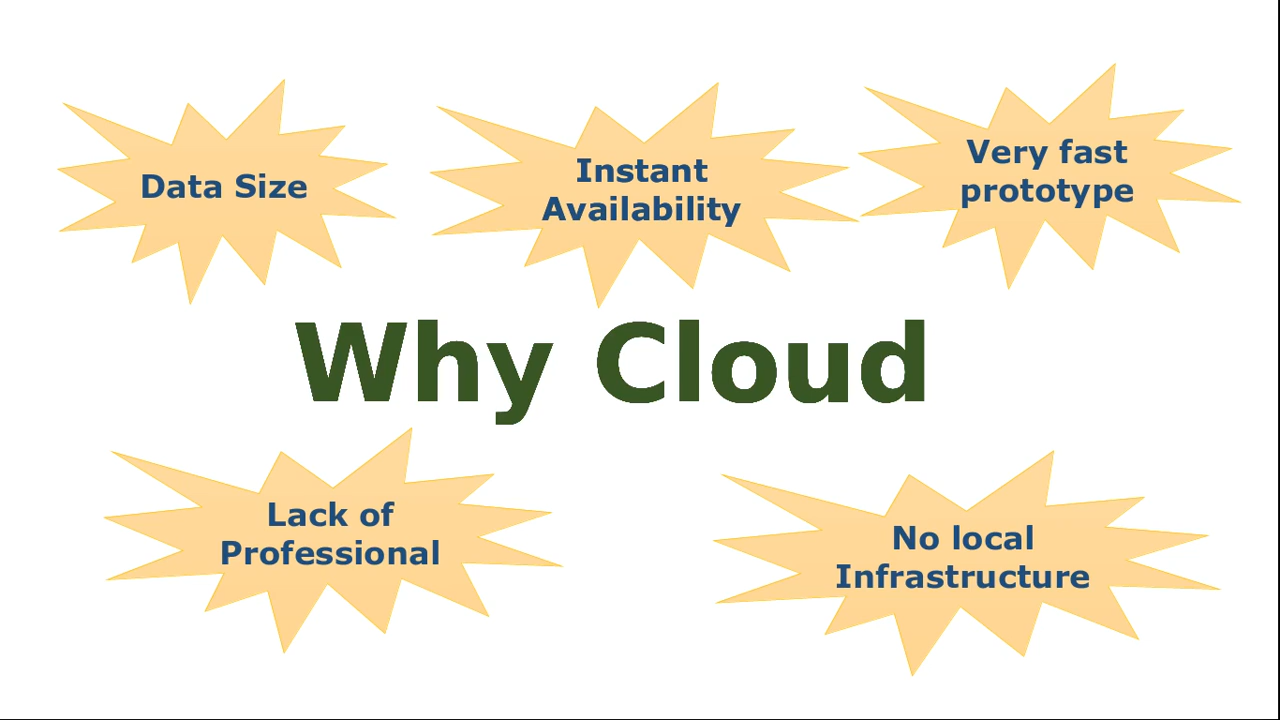 Data Size
Instant
Availability
Very fast
prototype
Why Cloud
Lack of
Professional
No local
Infrastructure